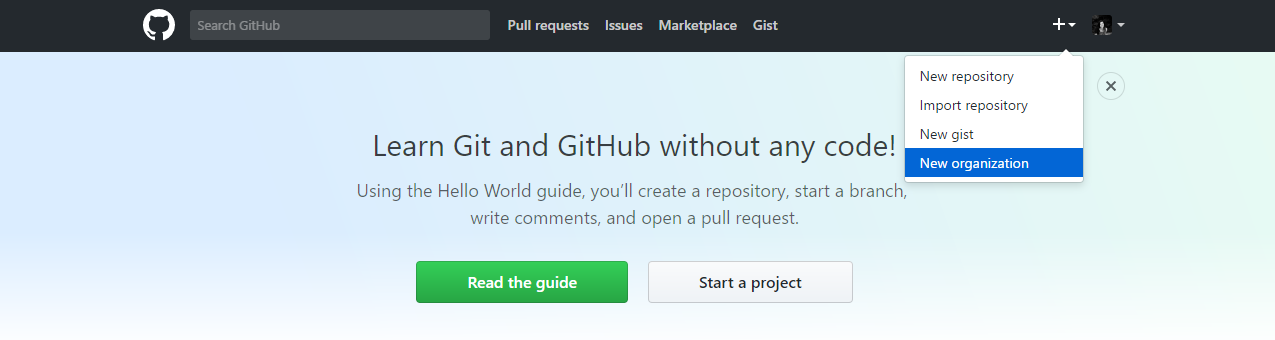 Search GitHub
Pull requests Issues Marketplace Gist
New repository
Import repository
New gist
New organization
Learn Git and GitHub without any code!
Using the Hello World guide, you’ll create a repository, start a branch,
write comments, and open a pull request.
Read the guide
Start a project